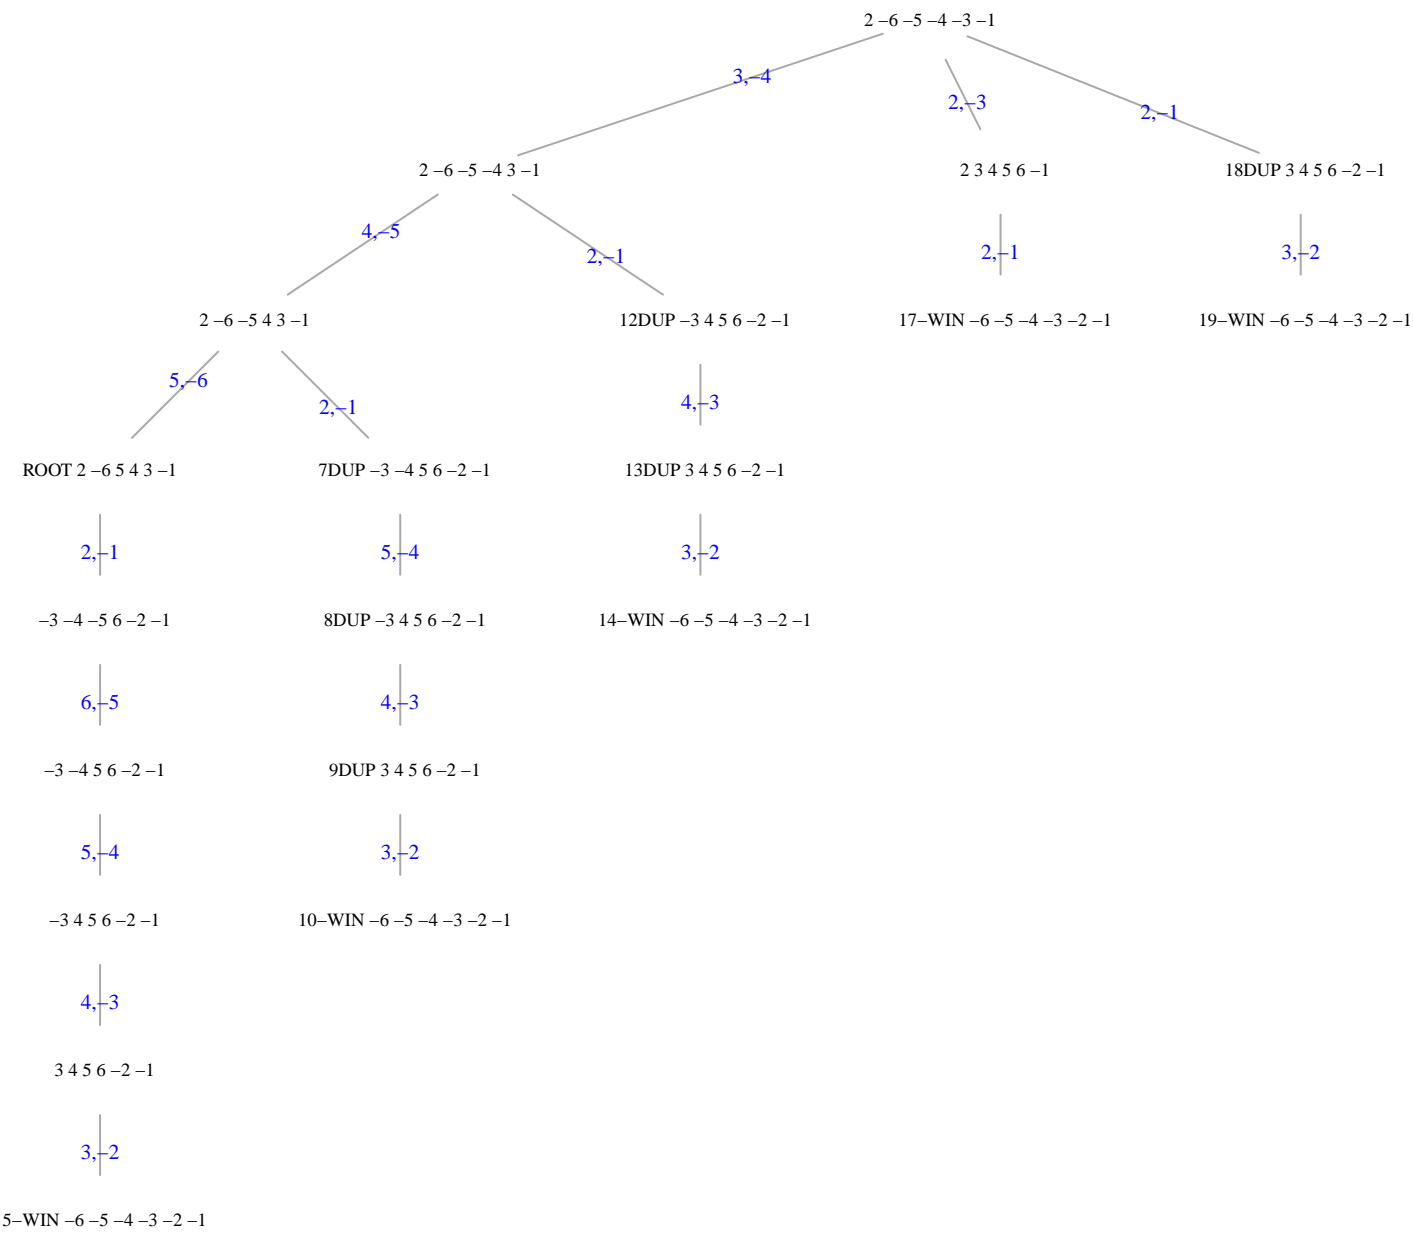 2 –6 –5 –4 –3 –1
3,–4
2,–3
2,–1
2 –6 –5 –4 3 –1
2 3 4 5 6 –1
18DUP 3 4 5 6 –2 –1
4,–5
2,–1
2,–1
3,–2
2 –6 –5 4 3 –1
12DUP –3 4 5 6 –2 –1
17–WIN –6 –5 –4 –3 –2 –1
19–WIN –6 –5 –4 –3 –2 –1
5,–6
2,–1
4,–3
ROOT 2 –6 5 4 3 –1
7DUP –3 –4 5 6 –2 –1
13DUP 3 4 5 6 –2 –1
2,–1
5,–4
3,–2
–3 –4 –5 6 –2 –1
8DUP –3 4 5 6 –2 –1
14–WIN –6 –5 –4 –3 –2 –1
6,–5
4,–3
–3 –4 5 6 –2 –1
9DUP 3 4 5 6 –2 –1
5,–4
3,–2
–3 4 5 6 –2 –1
10–WIN –6 –5 –4 –3 –2 –1
4,–3
3 4 5 6 –2 –1
3,–2
5–WIN –6 –5 –4 –3 –2 –1